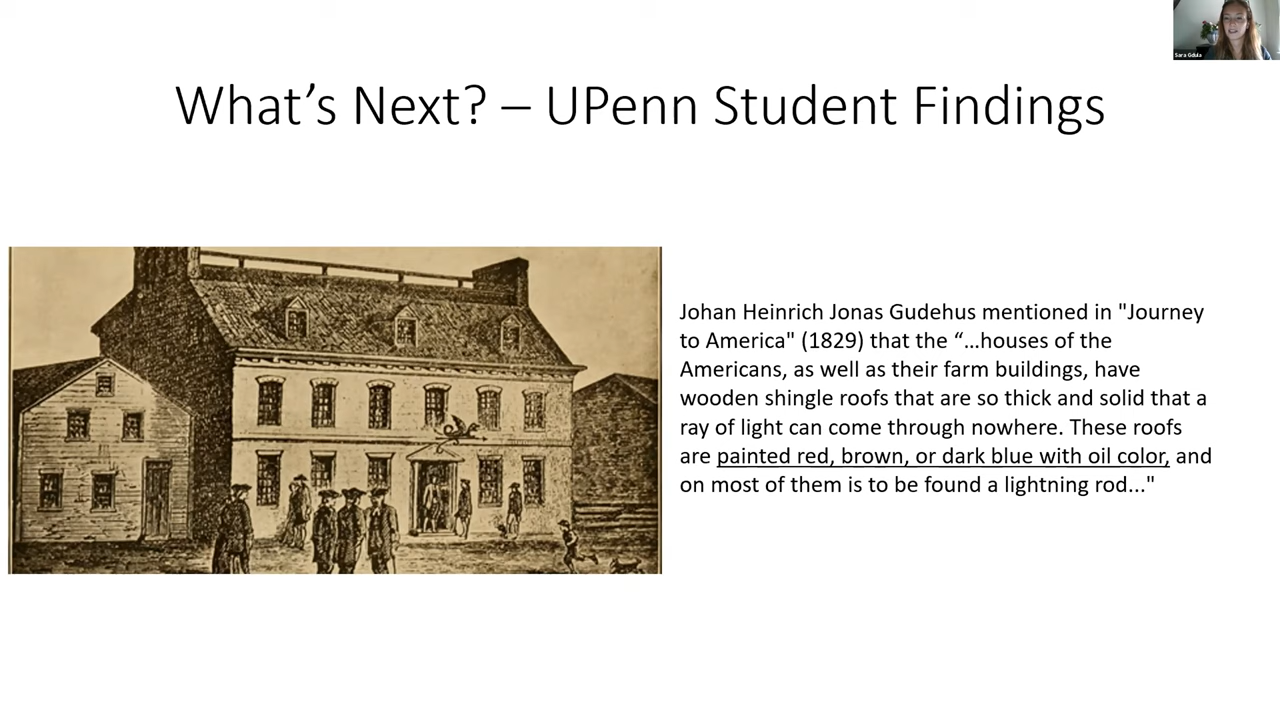 Sara Gdula
What’s Next? – UPenn Student Findings
Johan Heinrich Jonas Gudehus mentioned in "Journey
to America" (1829) that the “…houses of the
Americans, as well as their farm buildings, have
wooden shingle roofs that are so thick and solid that a
ray of light can come through nowhere. These roofs
are painted red, brown, or dark blue with oil color, and
on most of them is to be found a lightning rod..."